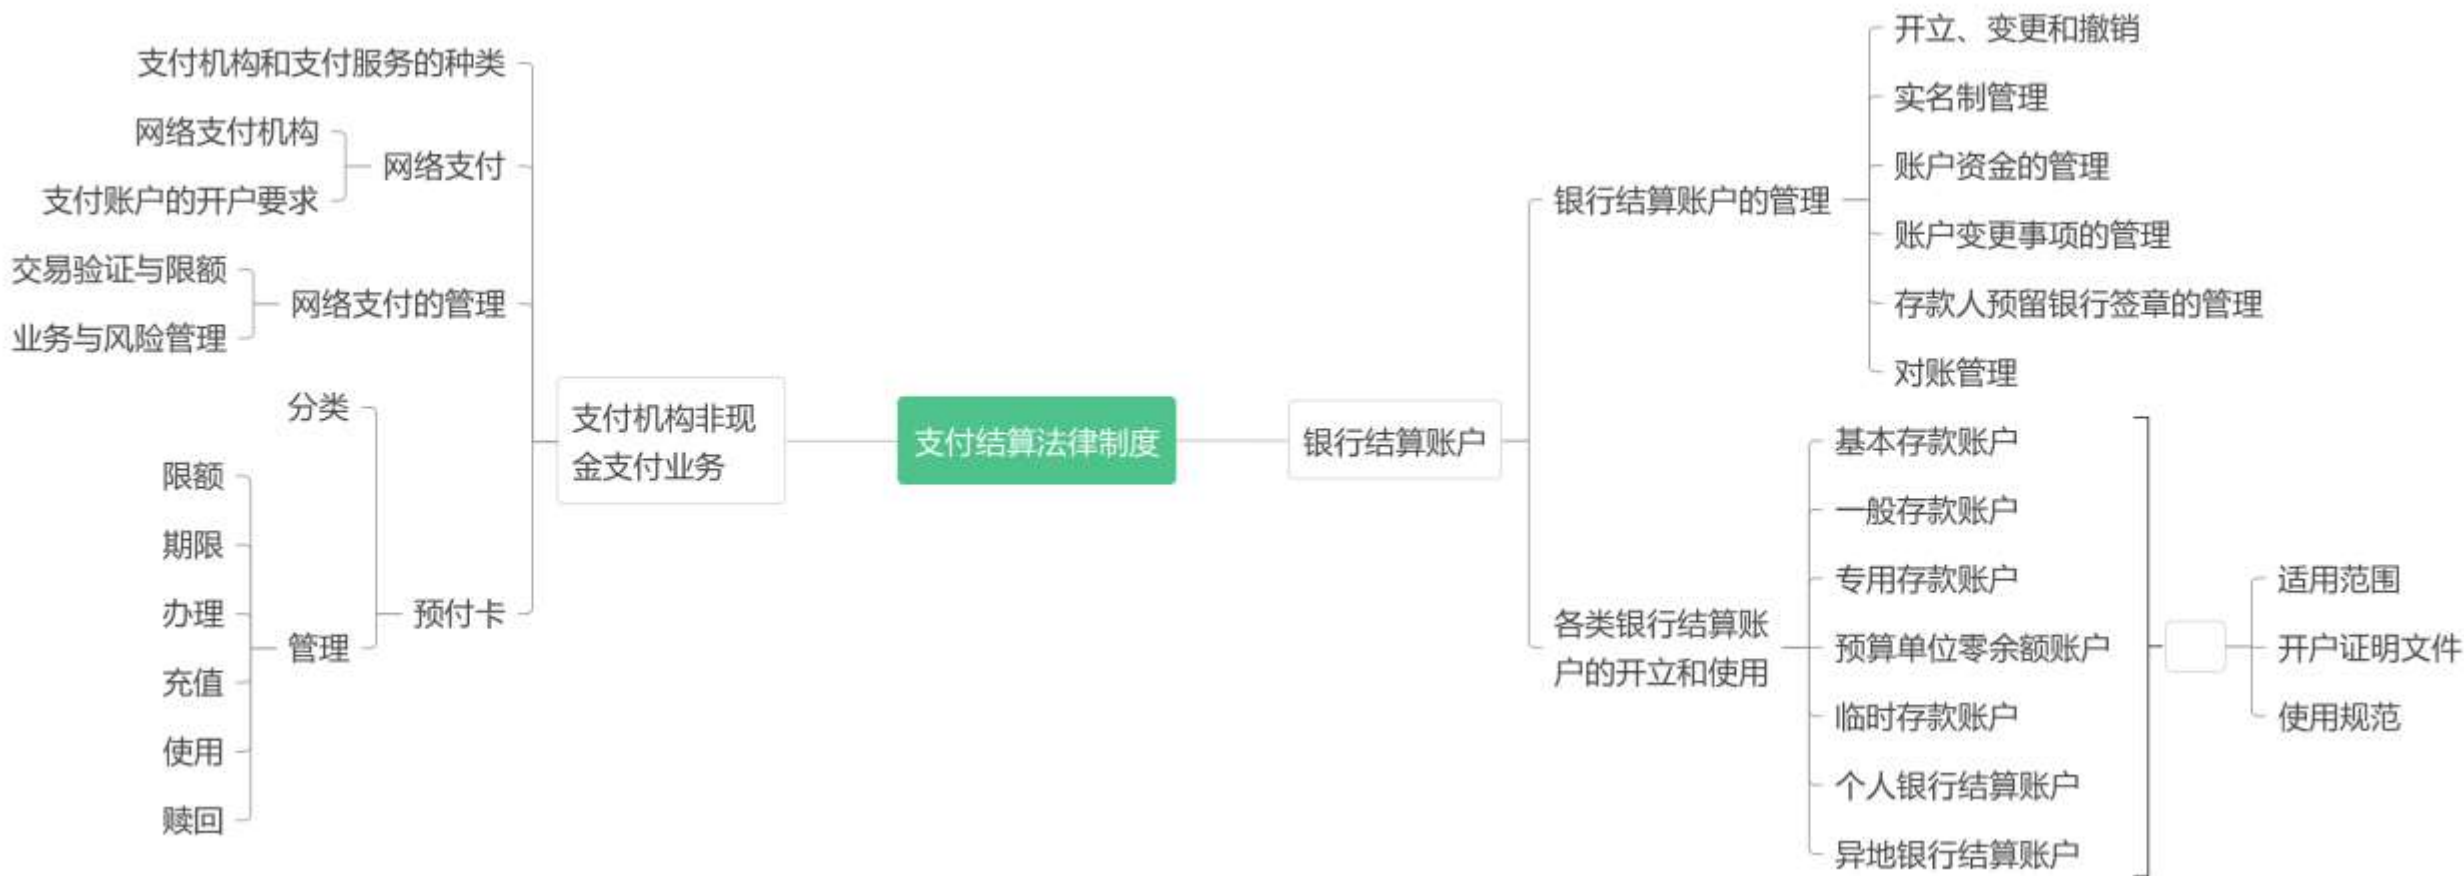 支付机构和支付服务的种类
网络支付机构
支付账户的开户要求
网络支付
交易验证与限额
业务与风险管理
网络支付的管理
分类
限额
期限
办理
充值
使用
赎回
管理
预付卡
支付机构非现
金支付业务
支付结算法律制度
银行结算账户
银行结算账户的管理
开立、变更和撤销
实名制管理
账户资金的管理
账户变更事项的管理
存款人预留银行签章的管理
对账管理
各类银行结算账
户的开立和使用
基本存款账户
一般存款账户
专用存款账户
预算单位零余额账户
临时存款账户
个人银行结算账户
异地银行结算账户
适用范围
开户证明文件
使用规范